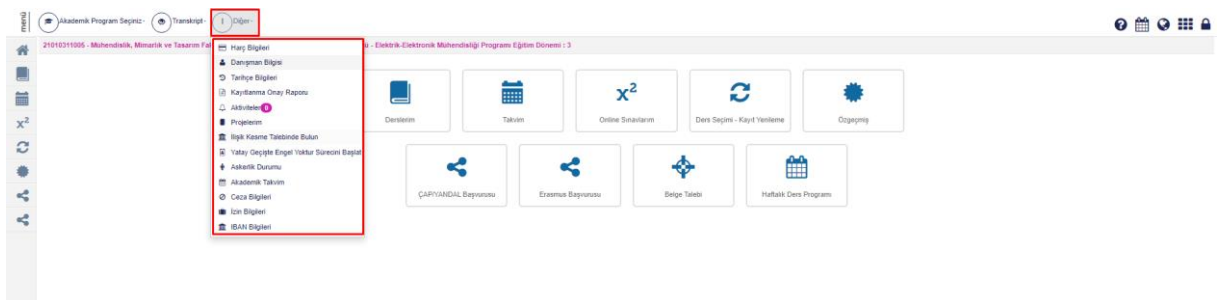 menü
Akademik Program Seçiniz -
Transkript -
Diğer -
21010311005 - Mühendislik, Mimarlık ve Tasarım Fal
ü - Elektrik-Elektronik Mühendisliği Programı Eğitim Dönemi : 3
Harç Bilgileri
Danışman Bilgisi
Tarihçe Bilgileri
Kayıtlanma Onay Raporu
Aktiviteler 0
Projelerim
İlişik Kesme Talebinde Bulun
Yatay Geçişte Engel Yoktur Sürecini Başlat
Askerlik Durumu
Akademik Takvim
Ceza Bilgileri
İzin Bilgileri
IBAN Bilgileri
x²
x²
Derslerim
Takvim
Online Sınavlarım
Ders Seçimi - Kayıt Yenileme
Özgeçmiş
ÇAP/YANDAL Başvurusu
Erasmus Başvurusu
Belge Talebi
Haftalık Ders Programı